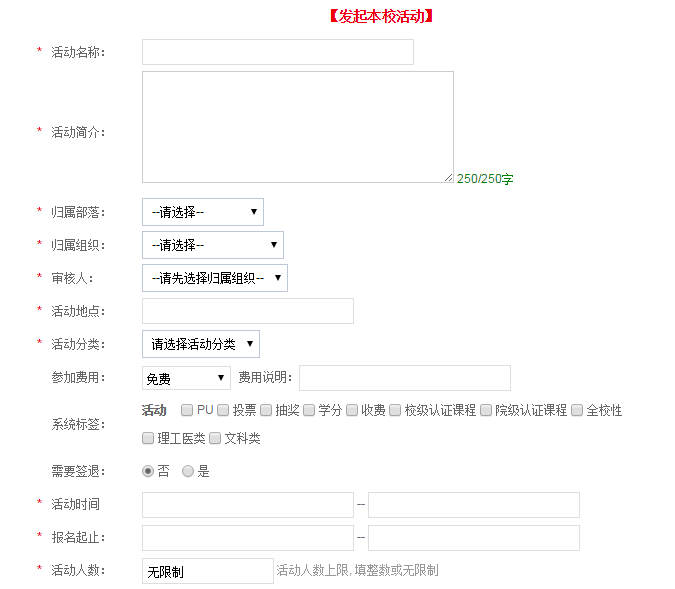 【发起本校活动】
* 活动名称：
* 活动简介：
250/250字
* 归属部落： --请选择--
* 归属组织： --请选择--
* 审核人： --请先选择归属组织--
* 活动地点：
* 活动分类： 请选择活动分类
参加费用： 免费 费用说明：
系统标签： 活动 PU 投票 抽奖 学分 收费 校级认证课程 院级认证课程 全校性
理工医类 文科类
需要签退： 否 是
* 活动时间 --
* 报名起止： --
* 活动人数： 无限制 活动人数上限,填整数或无限制